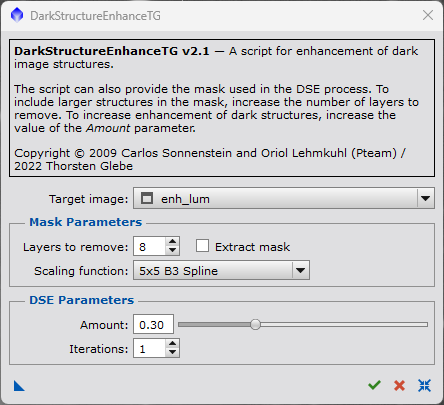 DarkStructureEnhanceTG
DarkStructureEnhanceTG v2.1 — A script for enhancement of dark
image structures.
The script can also provide the mask used in the DSE process. To
include larger structures in the mask, increase the number of layers to
remove. To increase enhancement of dark structures, increase the
value of the Amount parameter.
Copyright © 2009 Carlos Sonnenstein and Oriol Lehmkuhl (Pteam) /
2022 Thorsten Glebe
Target image: enh_lum
Mask Parameters
Layers to remove: 8 Extract mask
Scaling function: 5x5 B3 Spline
DSE Parameters
Amount: 0.30
Iterations: 1